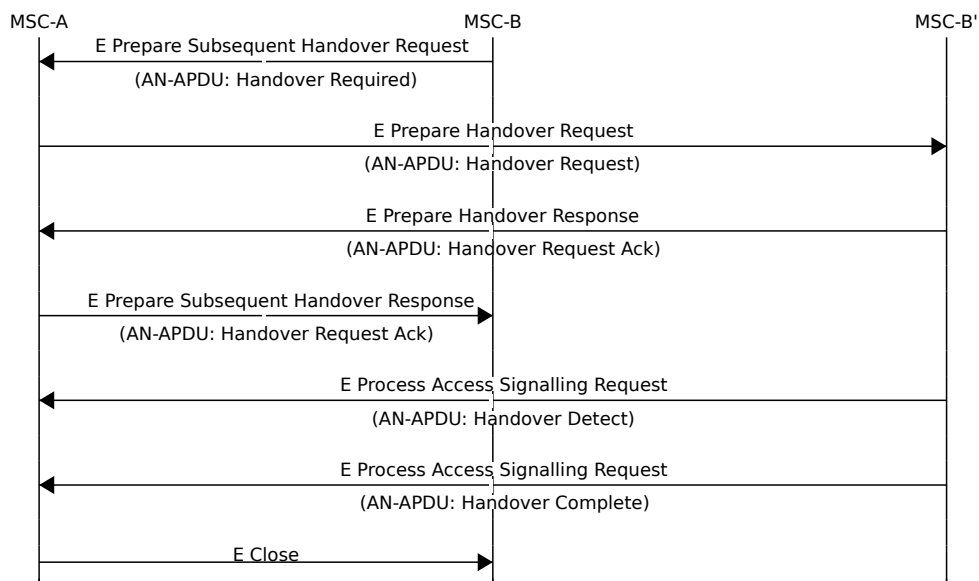 MSC-A MSC-B MSC-B'
E Prepare Subsequent Handover Request
(AN-APDU: Handover Required)
E Prepare Handover Request
(AN-APDU: Handover Request)
E Prepare Handover Response
(AN-APDU: Handover Request Ack)
E Prepare Subsequent Handover Response
(AN-APDU: Handover Request Ack)
E Process Access Signalling Request
(AN-APDU: Handover Detect)
E Process Access Signalling Request
(AN-APDU: Handover Complete)
E Close